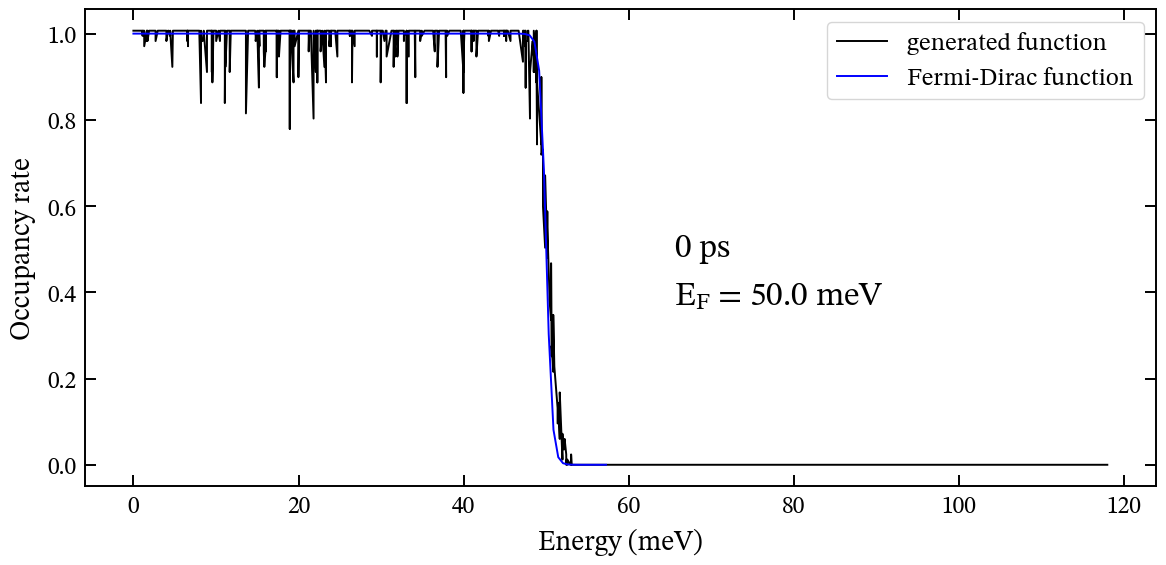 generated function
Fermi-Dirac function
1.0
0.8
0.6
0.4
0.2
0.0
Occupancy rate
0 ps
E_F = 50.0 meV
0 20 40 60 80 100 120
Energy (meV)